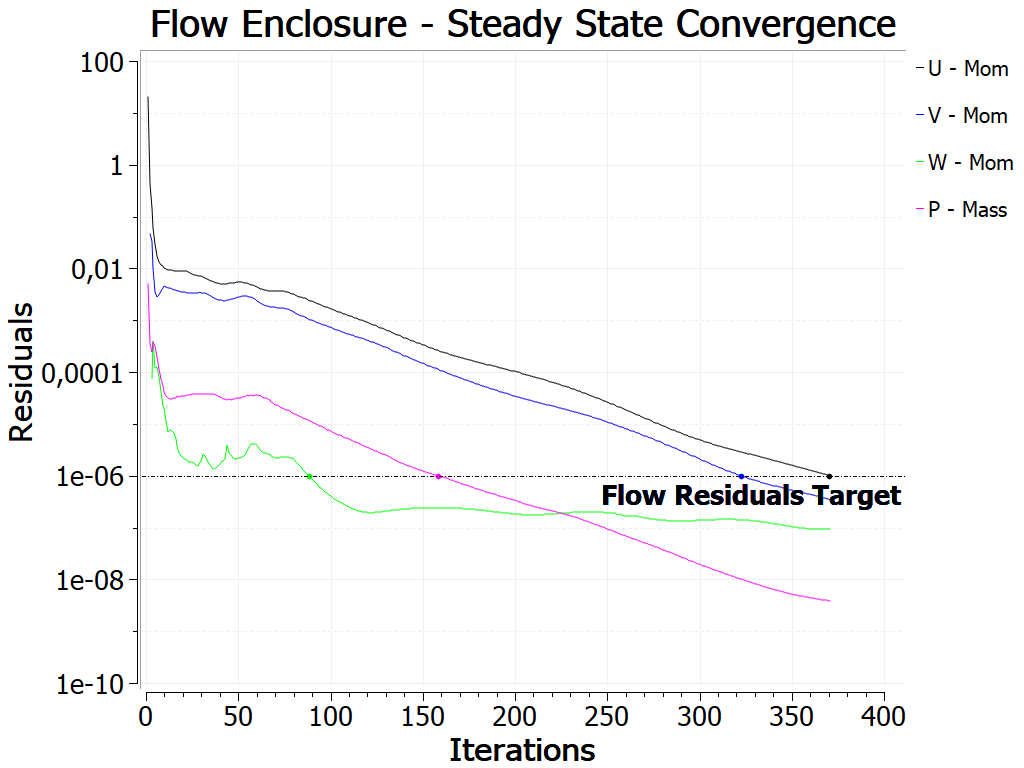 Flow Enclosure - Steady State Convergence
100
1
0,01
0,0001
1e-06
1e-08
1e-10
Residuals
0 50 100 150 200 250 300 350 400
Iterations
Flow Residuals Target
U - Mom
V - Mom
W - Mom
P - Mass